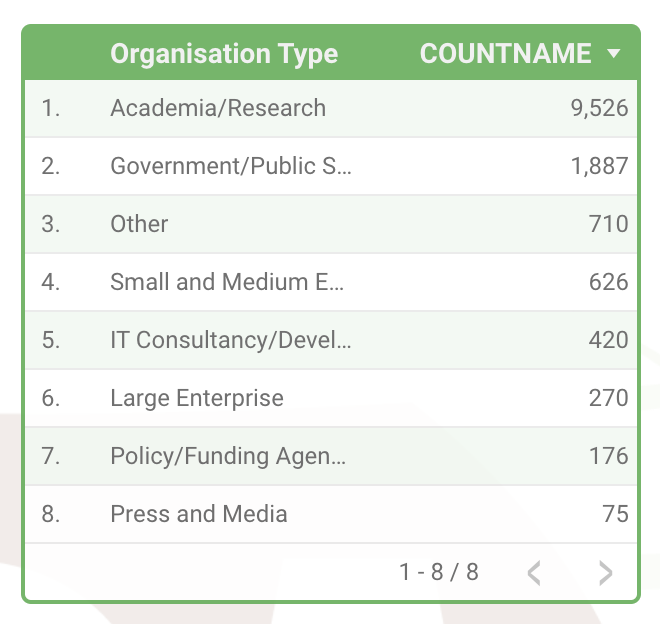 Organisation Type COUNTNAME
1. Academia/Research 9,526
2. Government/Public S... 1,887
3. Other 710
4. Small and Medium E... 626
5. IT Consultancy/Devel... 420
6. Large Enterprise 270
7. Policy/Funding Agen... 176
8. Press and Media 75
1 - 8 / 8